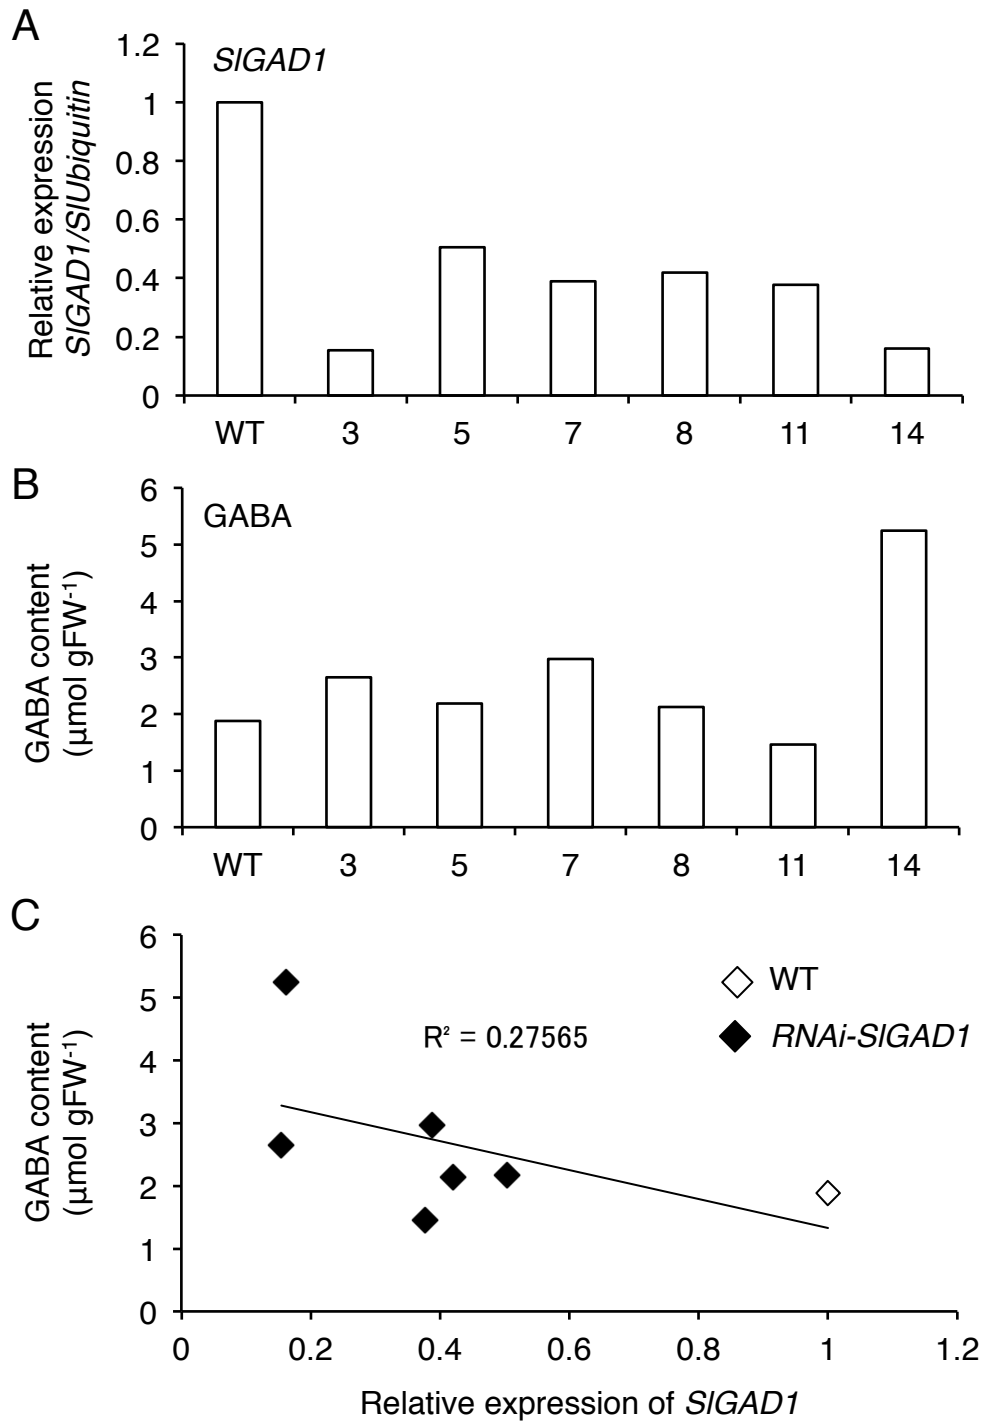 A
SlGAD1
Relative expression
SlGAD1/SlUbiquitin
1.2
1
0.8
0.6
0.4
0.2
0
WT 3 5 7 8 11 14
B
GABA
GABA content
(µmol gFW⁻¹)
6
5
4
3
2
1
0
WT 3 5 7 8 11 14
C
GABA content
(µmol gFW⁻¹)
6
5
4
3
2
1
0
R² = 0.27565
WT
RNAi-SlGAD1
0 0.2 0.4 0.6 0.8 1 1.2
Relative expression of SlGAD1